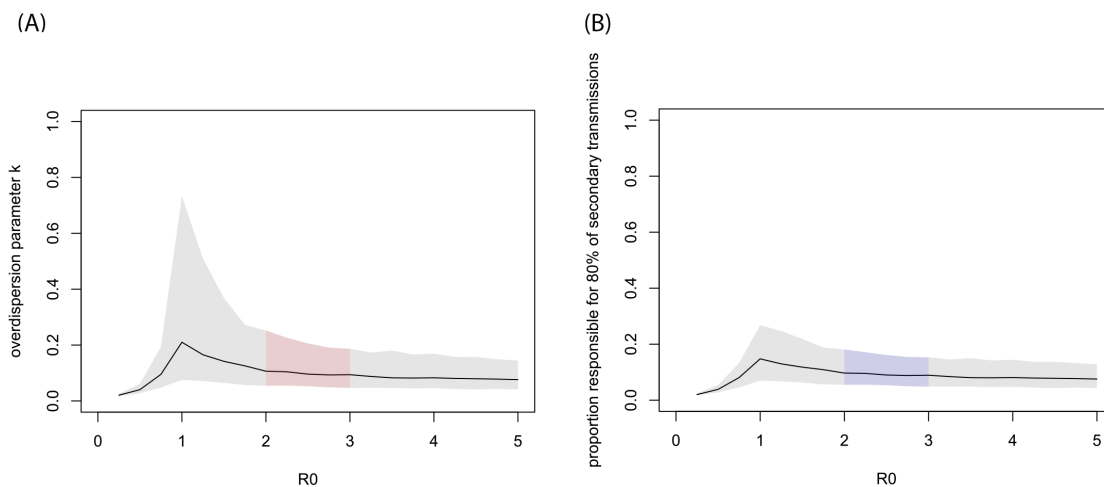 (A)
overdispersion parameter k
1.0
0.8
0.6
0.4
0.2
0.0
0 1 2 3 4 5
R0
(B)
proportion responsible for 80% of secondary transmissions
1.0
0.8
0.6
0.4
0.2
0.0
0 1 2 3 4 5
R0